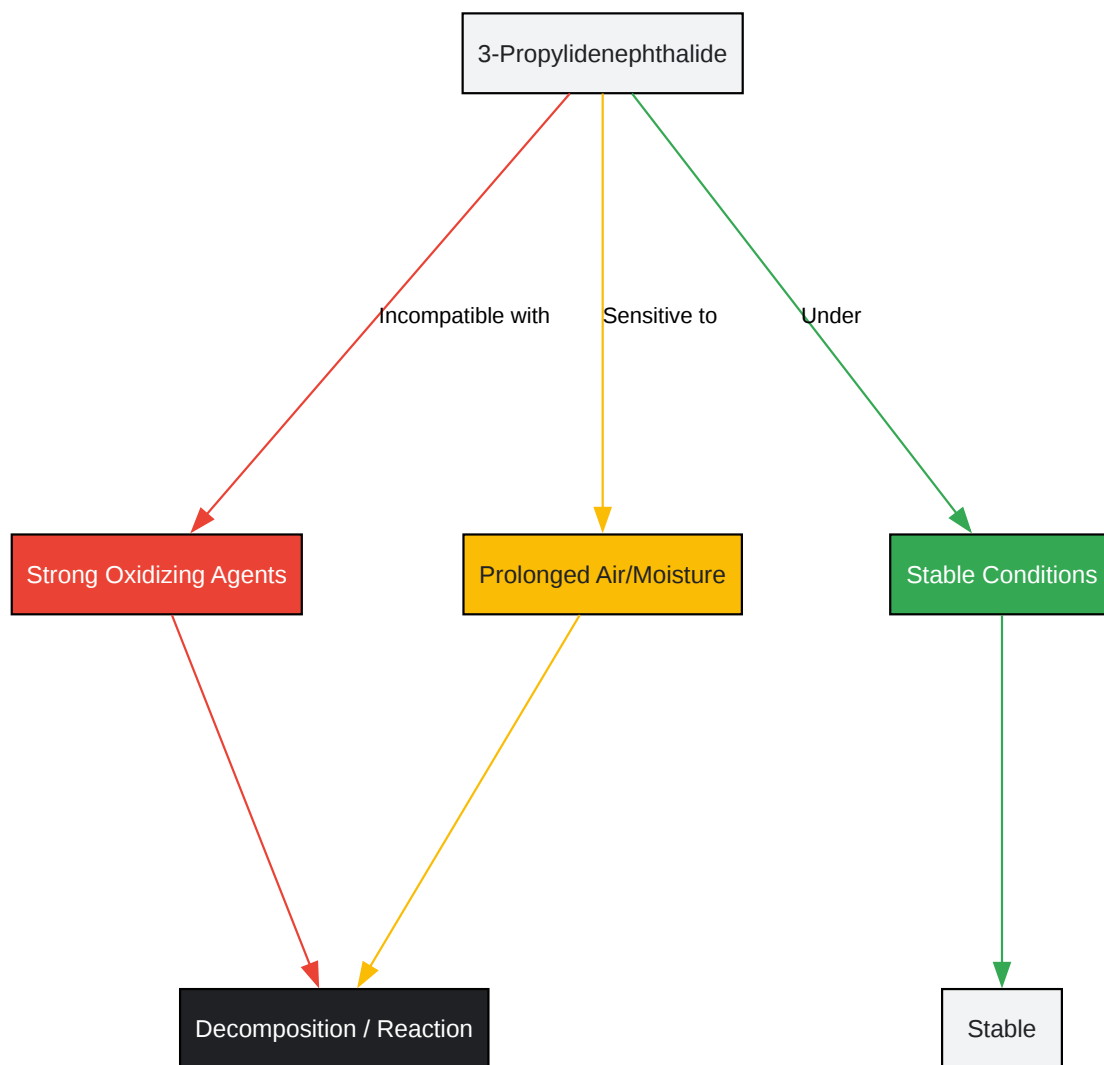 3-Propylidenephthalide
Incompatible with
Sensitive to
Under
Strong Oxidizing Agents
Prolonged Air/Moisture
Stable Conditions
Decomposition / Reaction
Stable